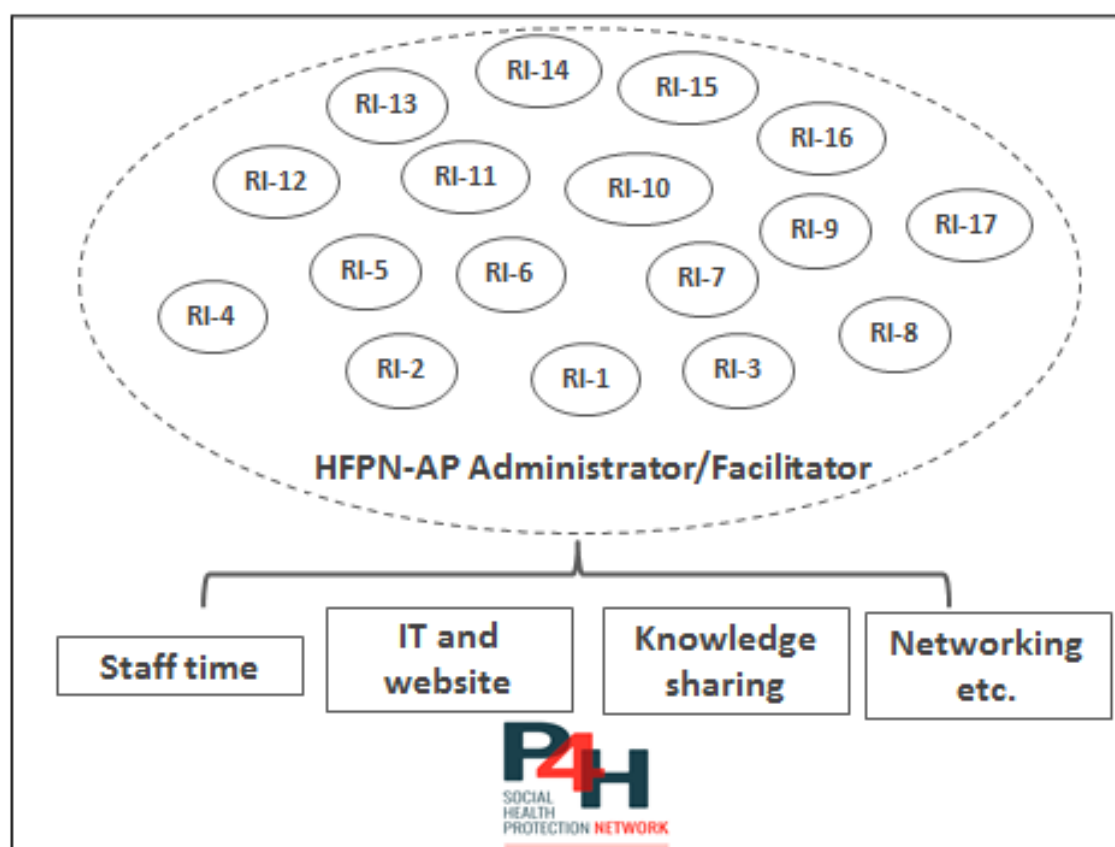 RI-14
RI-13
RI-15
RI-16
RI-12
RI-11
RI-10
RI-9
RI-17
RI-5
RI-6
RI-7
RI-4
RI-8
RI-2
RI-1
RI-3
HFPN-AP Administrator/Facilitator
Staff time
IT and
website
Knowledge
sharing
Networking
etc.
P4H
SOCIAL
HEALTH
PROTECTION NETWORK